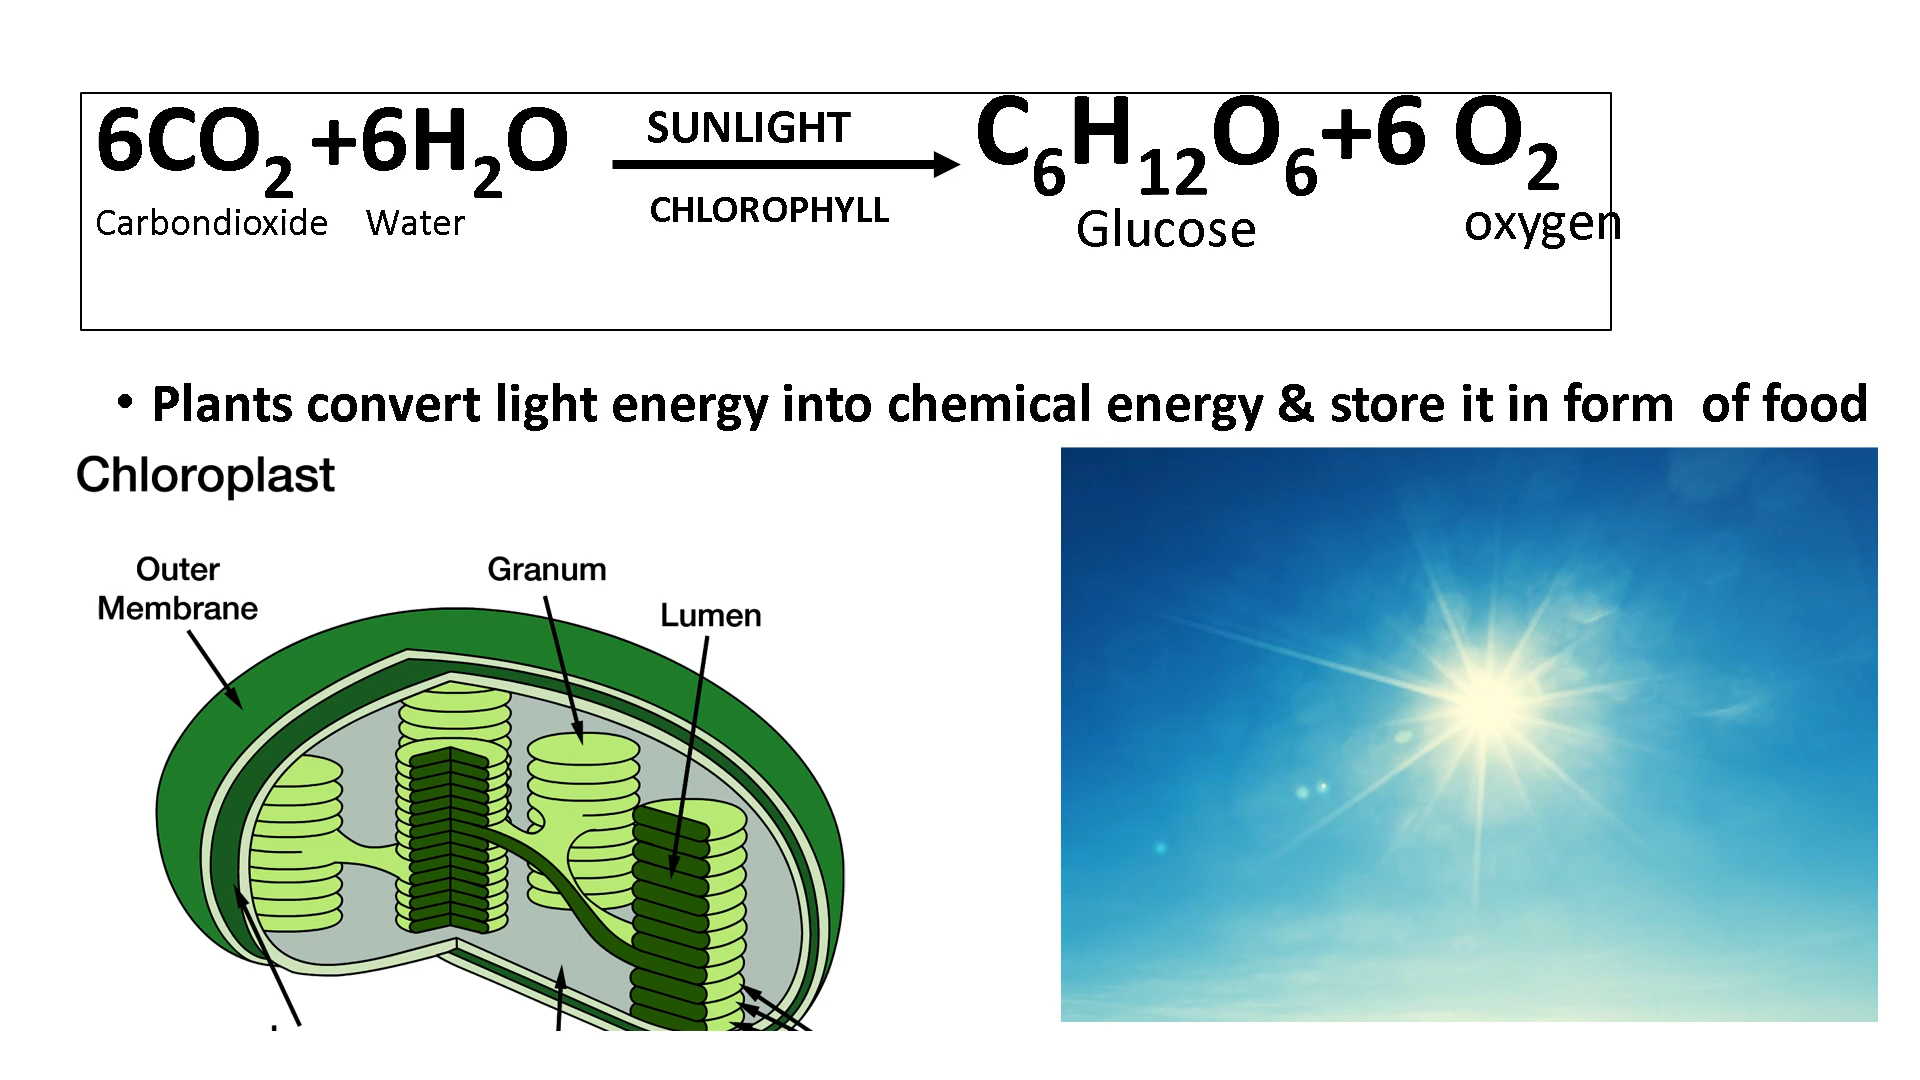 6CO₂ +6H₂O
SUNLIGHT
CHLOROPHYLL
C₆H₁₂O₆+6 O₂
Carbondioxide Water
Glucose
oxygen
• Plants convert light energy into chemical energy & store it in form of food
Chloroplast
Outer
Membrane
Granum
Lumen